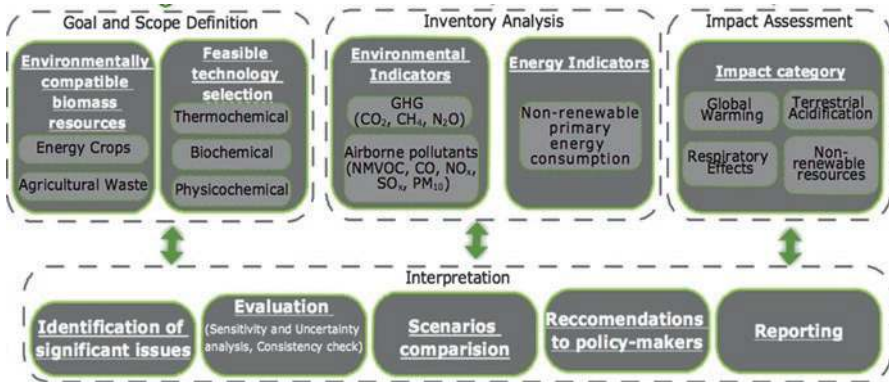 Goal and Scope Definition
Environmentally
compatible
biomass
resources
Energy Crops
Agricultural Waste
Feasible
technology
selection
Thermochemical
Biochemical
Physicochemical
Inventory Analysis
Environmental
Indicators
GHG
(CO₂, CH₄, N₂O)
Airborne pollutants
(NMVOC, CO, NOₓ,
SOₓ, PM₁₀)
Energy Indicators
Non-renewable
primary
energy
consumption
Impact Assessment
Impact category
Global
Warming
Terrestrial
Acidification
Respiratory
Effects
Non-
renewable
resources
Interpretation
Identification of
significant issues
Evaluation
(Sensitivity and Uncertainty
analysis, Consistency check)
Scenarios
comparision
Reccomendations
to policy-makers
Reporting